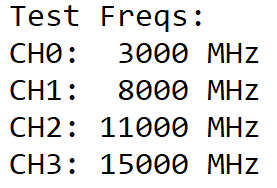 Test Freqs:
CH0:  3000 MHz
CH1:  8000 MHz
CH2: 11000 MHz
CH3: 15000 MHz